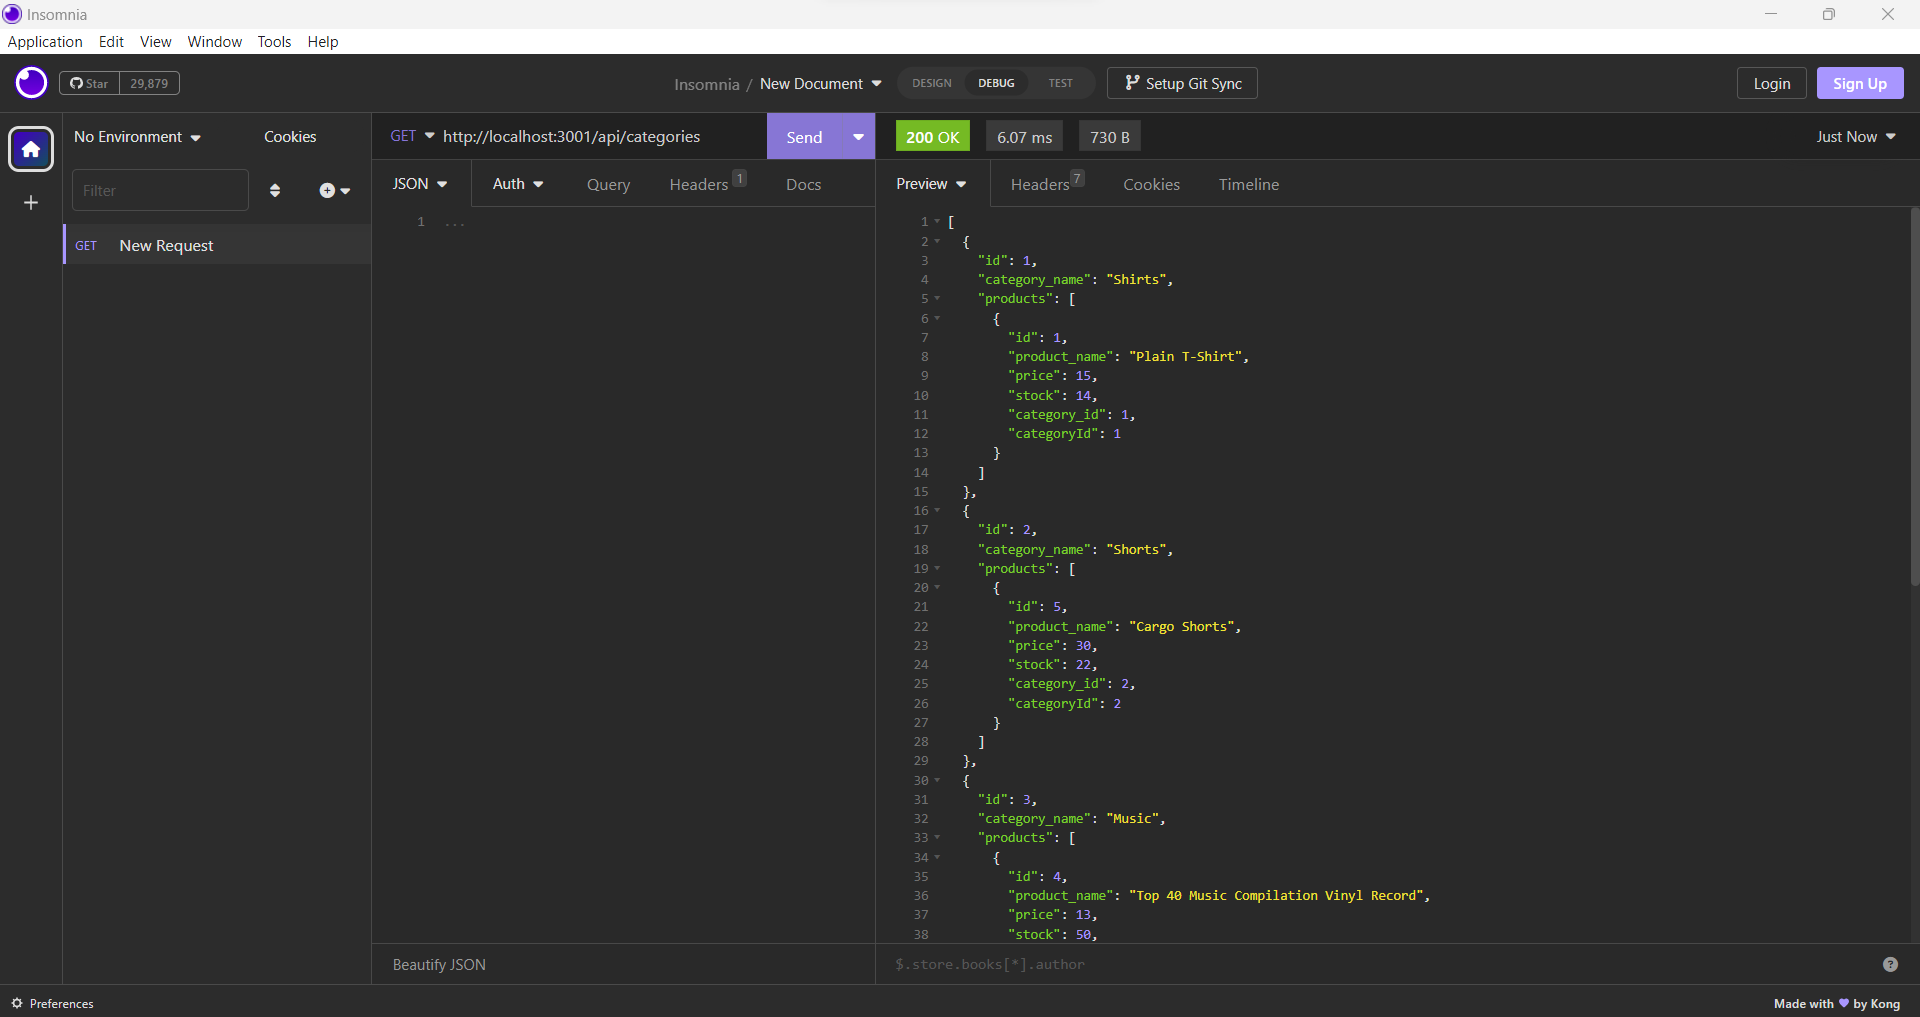 Insomnia
Application Edit View Window Tools Help
Star 29,879
Insomnia / New Document
DESIGN DEBUG TEST
Setup Git Sync
Login
Sign Up
No Environment
Cookies
GET http://localhost:3001/api/categories
Send
200 OK
6.07 ms
730 B
Just Now
Filter
JSON Auth Query Headers 1 Docs
Preview Headers 7 Cookies Timeline
GET New Request
1 ...
1 [
2 {
3 "id": 1,
4 "category_name": "Shirts",
5 "products": [
6 {
7 "id": 1,
8 "product_name": "Plain T-Shirt",
9 "price": 15,
10 "stock": 14,
11 "category_id": 1,
12 "categoryId": 1
13 }
14 ]
15 },
16 {
17 "id": 2,
18 "category_name": "Shorts",
19 "products": [
20 {
21 "id": 5,
22 "product_name": "Cargo Shorts",
23 "price": 30,
24 "stock": 22,
25 "category_id": 2,
26 "categoryId": 2
27 }
28 ]
29 },
30 {
31 "id": 3,
32 "category_name": "Music",
33 "products": [
34 {
35 "id": 4,
36 "product_name": "Top 40 Music Compilation Vinyl Record",
37 "price": 13,
38 "stock": 50,
Beautify JSON
$.store.books[*].author
?
Preferences
Made with 💜 by Kong